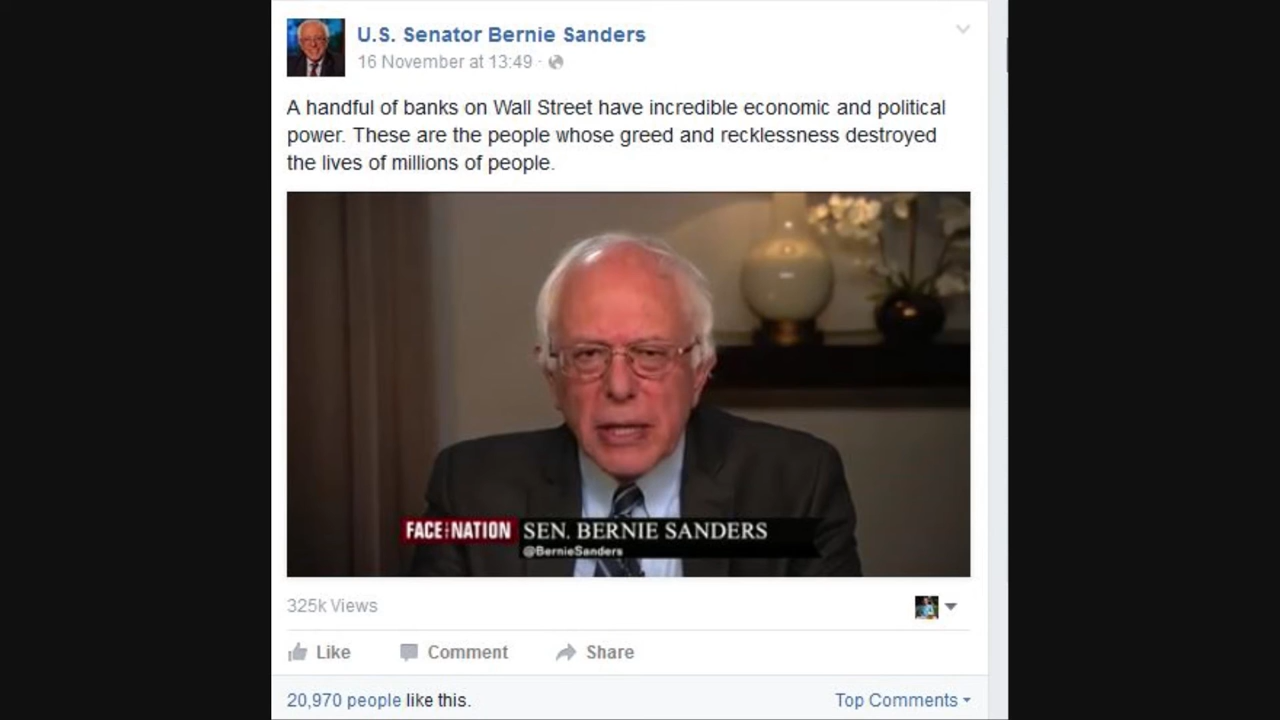 U.S. Senator Bernie Sanders
16 November at 13:49 ·
A handful of banks on Wall Street have incredible economic and political
power. These are the people whose greed and recklessness destroyed
the lives of millions of people.
FACE THE NATION SEN. BERNIE SANDERS
@BernieSanders
325k Views
Like Comment Share
20,970 people like this. Top Comments